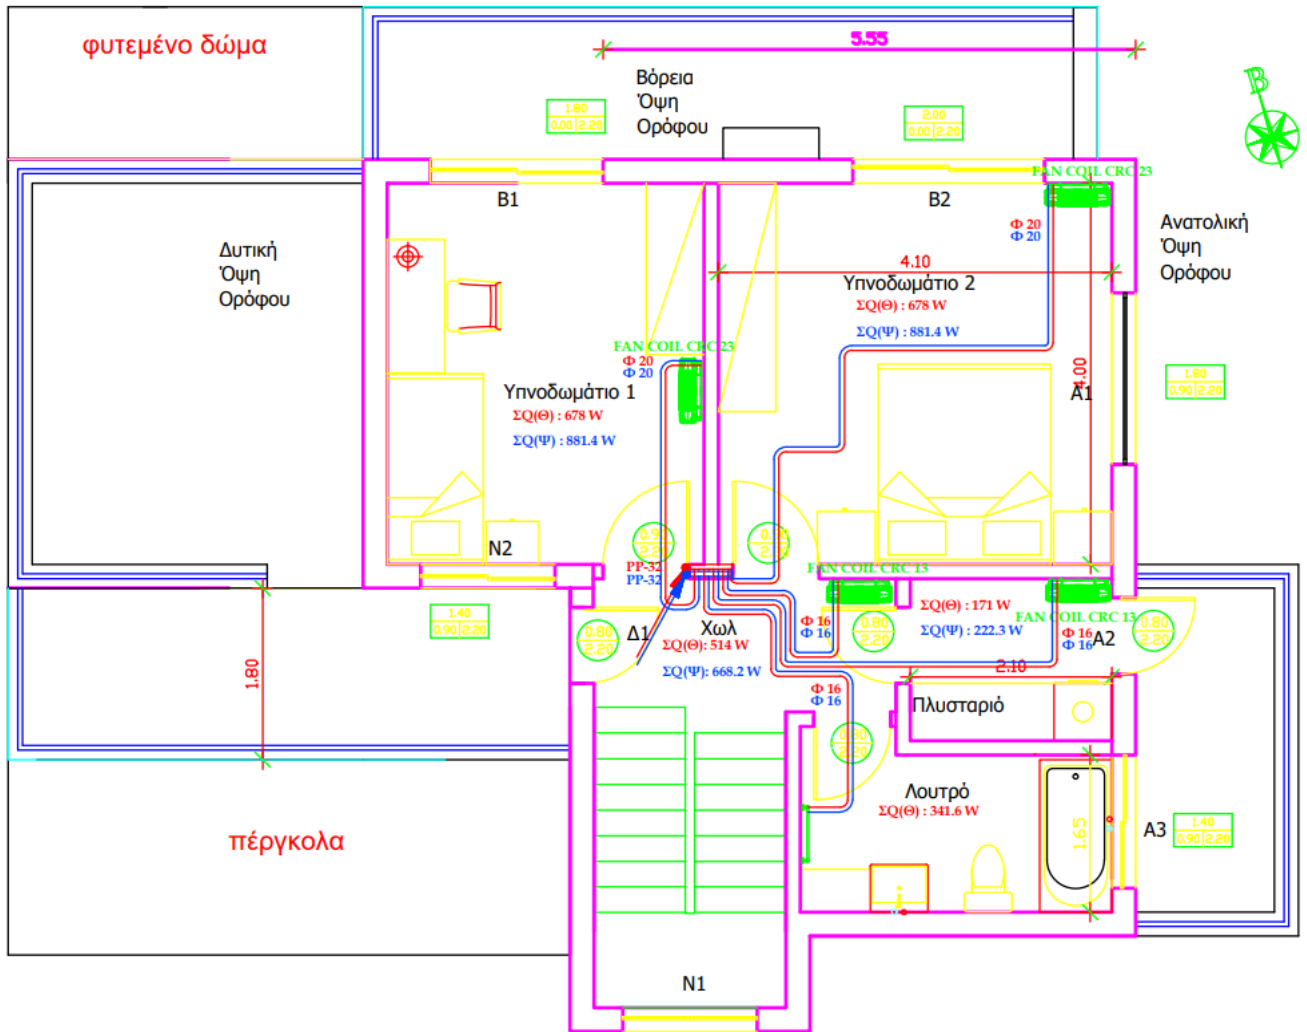 φυτεμένο δώμα
5.55
Βόρεια
Όψη
Ορόφου
1.80
0.00 2.20
2.00
0.00 2.20
B
FAN COIL CRC 23
B1
B2
Φ 20
Φ 20
Ανατολική
Όψη
Ορόφου
Δυτική
Όψη
Ορόφου
4.10
Υπνοδωμάτιο 2
ΣQ(Θ) : 678 W
ΣQ(Ψ) : 881.4 W
FAN COIL CRC 23
Φ 20
Φ 20
4.00
A1
1.80
0.90 2.20
Υπνοδωμάτιο 1
ΣQ(Θ) : 678 W
ΣQ(Ψ) : 881.4 W
N2
2.20
PP-32
PP-32
FAN COIL CRC 13
FAN COIL CRC 13
ΣQ(Θ) : 171 W
ΣQ(Ψ) : 222.3 W
1.40
0.90 2.20
0.80
2.20
Δ1
Χωλ
ΣQ(Θ): 514 W
ΣQ(Ψ): 668.2 W
Φ 16
Φ 16
0.80
2.20
Φ 16
Φ 16
A2
0.80
2.20
1.80
2.10
Φ 16
Φ 16
Πλυσταριό
0.80
2.20
Λουτρό
ΣQ(Θ) : 341.6 W
1.65
A3
1.40
0.90 2.20
πέργκολα
N1